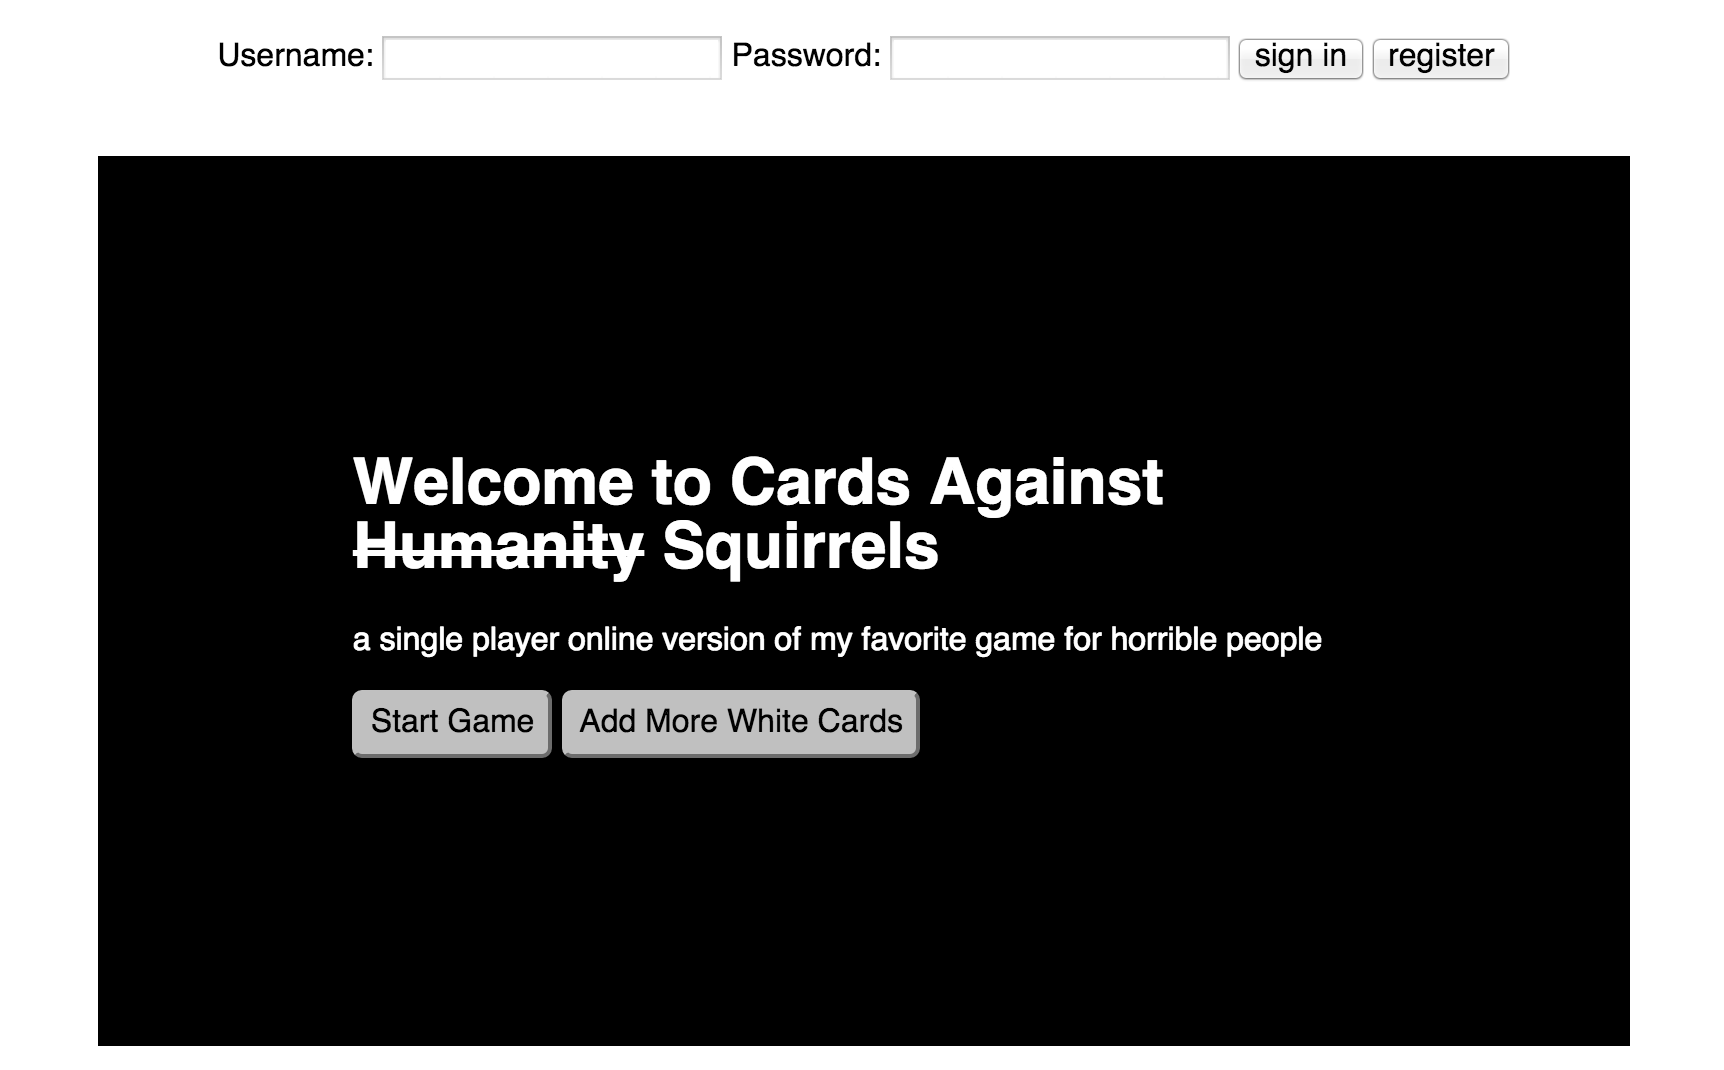 Username: Password: sign in register
Welcome to Cards Against
Humanity Squirrels
a single player online version of my favorite game for horrible people
Start Game Add More White Cards